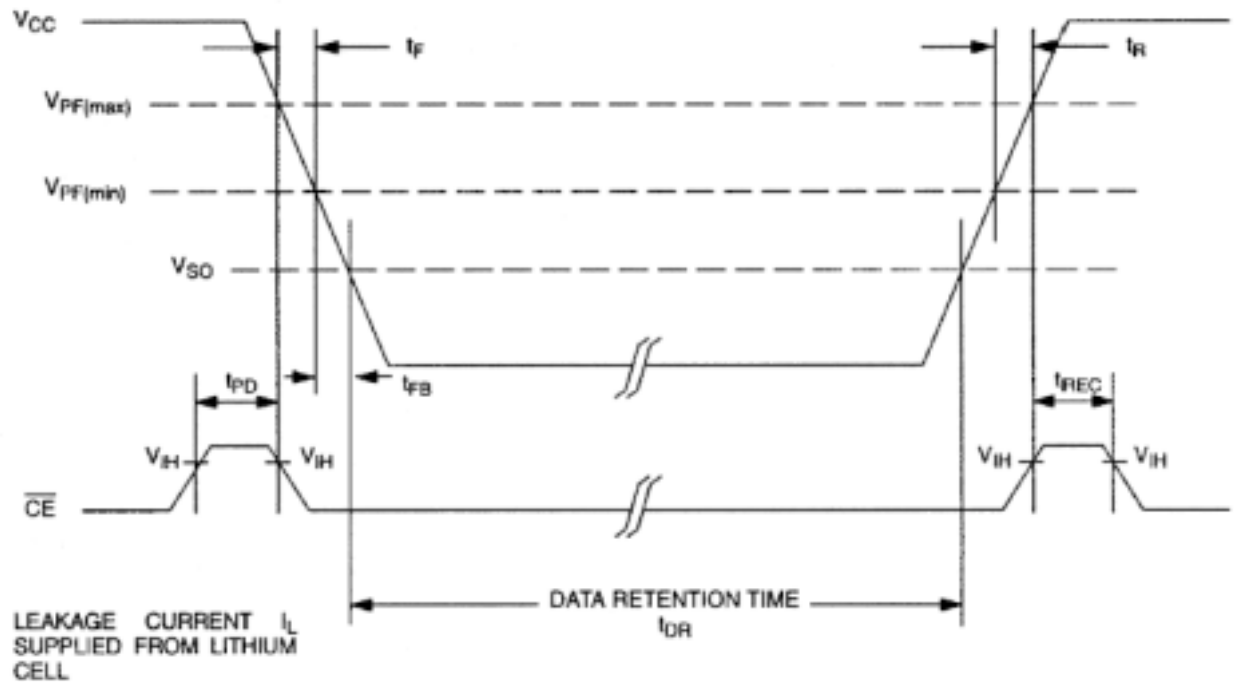 VCC
tF
tR
VPF(max)
VPF(min)
VSO
tPD
tFB
tREC
VIH
VIH
VIH
VIH
CE
DATA RETENTION TIME
tDR
LEAKAGE CURRENT IL
SUPPLIED FROM LITHIUM
CELL